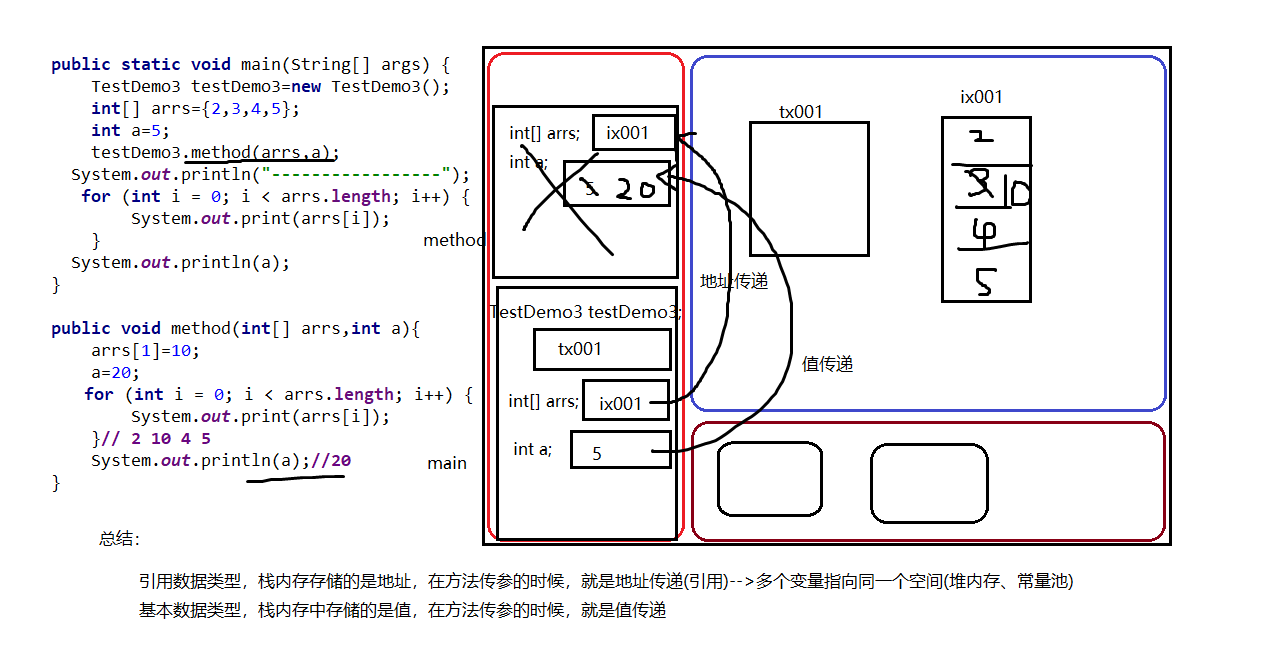 public static void main(String[] args) {
TestDemo3 testDemo3=new TestDemo3();
int[] arrs={2,3,4,5};
int a=5;
testDemo3.method(arrs,a);
System.out.println("-----------------");
for (int i = 0; i < arrs.length; i++) {
System.out.print(arrs[i]);
}
System.out.println(a);
}
public void method(int[] arrs,int a){
arrs[1]=10;
a=20;
for (int i = 0; i < arrs.length; i++) {
System.out.print(arrs[i]);
}// 2 10 4 5
System.out.println(a);//20
}
int[] arrs;
ix001
int a;
5 20
method
TestDemo3 testDemo3;
tx001
int[] arrs;
ix001
int a;
5
main
tx001
ix001
2
3 10
4
5
地址传递
值传递
总结：
引用数据类型，栈内存存储的是地址，在方法传参的时候，就是地址传递(引用)-->多个变量指向同一个空间(堆内存、常量池)
基本数据类型，栈内存中存储的是值，在方法传参的时候，就是值传递